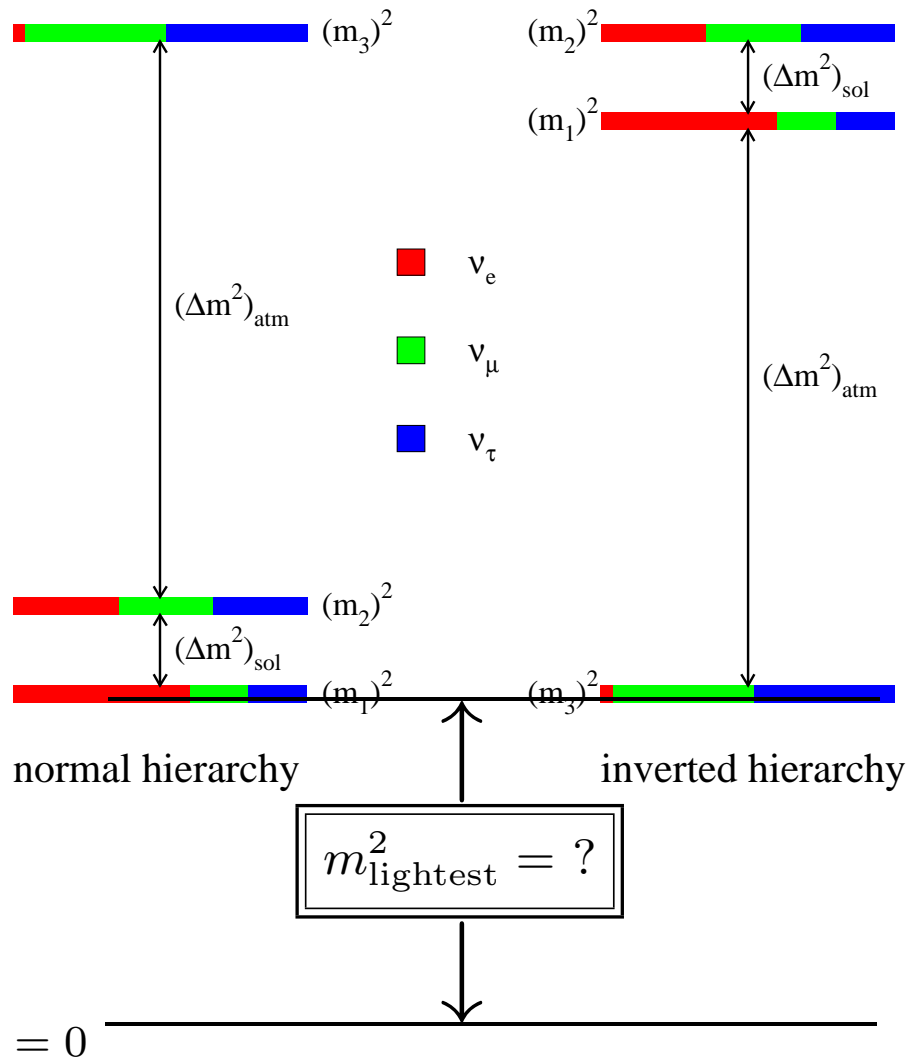 (m₃)²
(m₂)²
(Δm²)sol
(m₁)²
νe
(Δm²)atm
νμ
(Δm²)atm
ντ
(m₂)²
(Δm²)sol
(m₁)²
(m₃)²
normal hierarchy
inverted hierarchy
m²lightest = ?
= 0